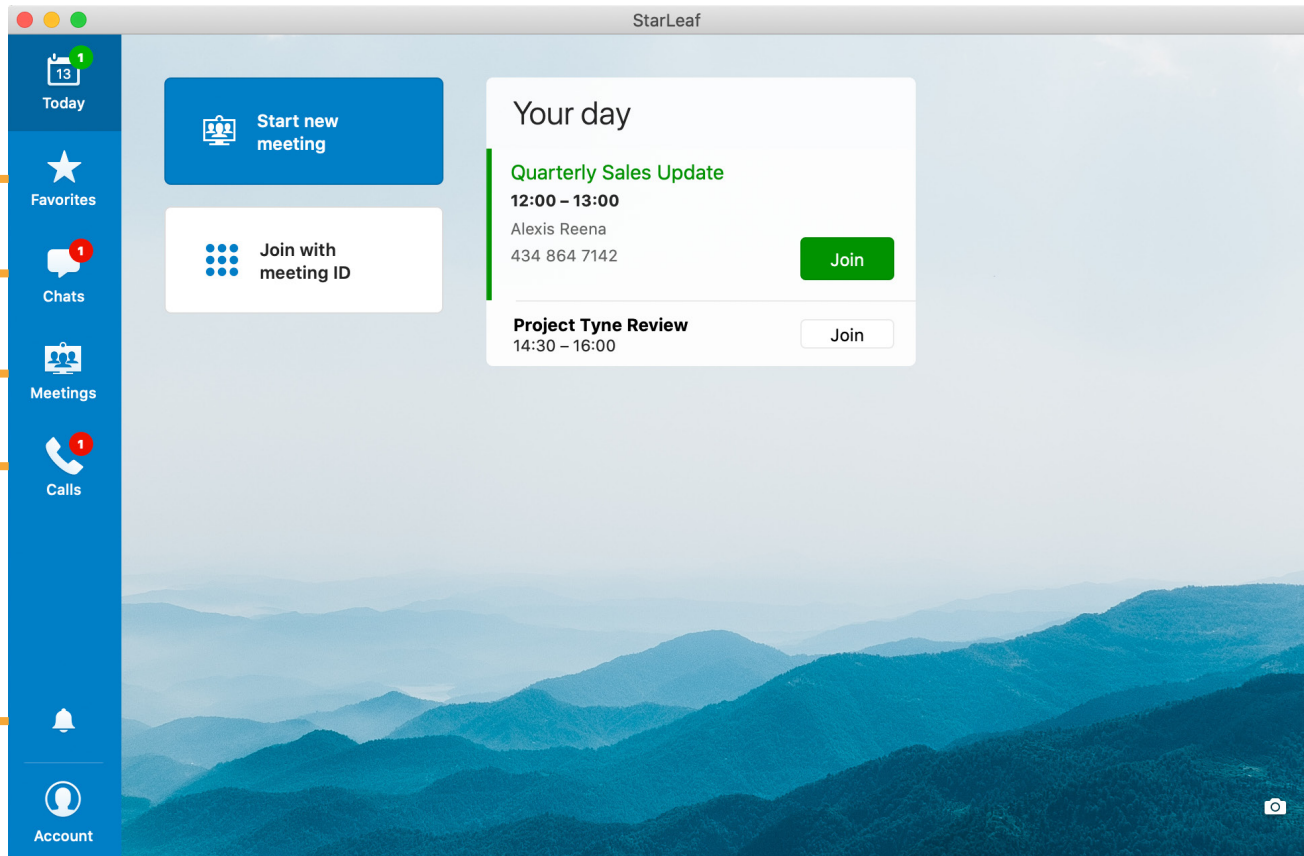 StarLeaf
1
13
Today
Favorites
1
Chats
Meetings
1
Calls
Account
Start new
meeting
Join with
meeting ID
Your day
Quarterly Sales Update
12:00 – 13:00
Alexis Reena
434 864 7142
Join
Project Tyne Review
14:30 – 16:00
Join